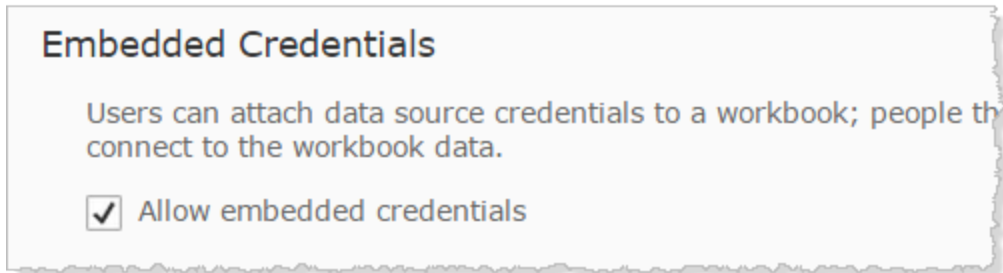 Embedded Credentials
Users can attach data source credentials to a workbook; people
connect to the workbook data.
Allow embedded credentials